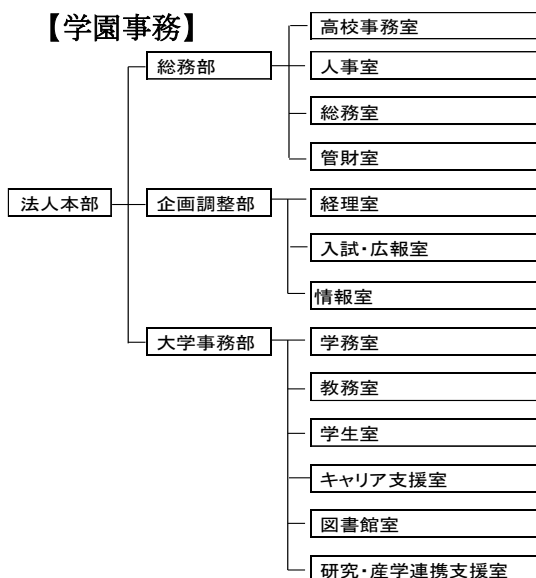 【学園事務】
高校事務室
総務部
人事室
総務室
管財室
法人本部
企画調整部
経理室
入試・広報室
情報室
大学事務部
学務室
教務室
学生室
キャリア支援室
図書館室
研究・産学連携支援室